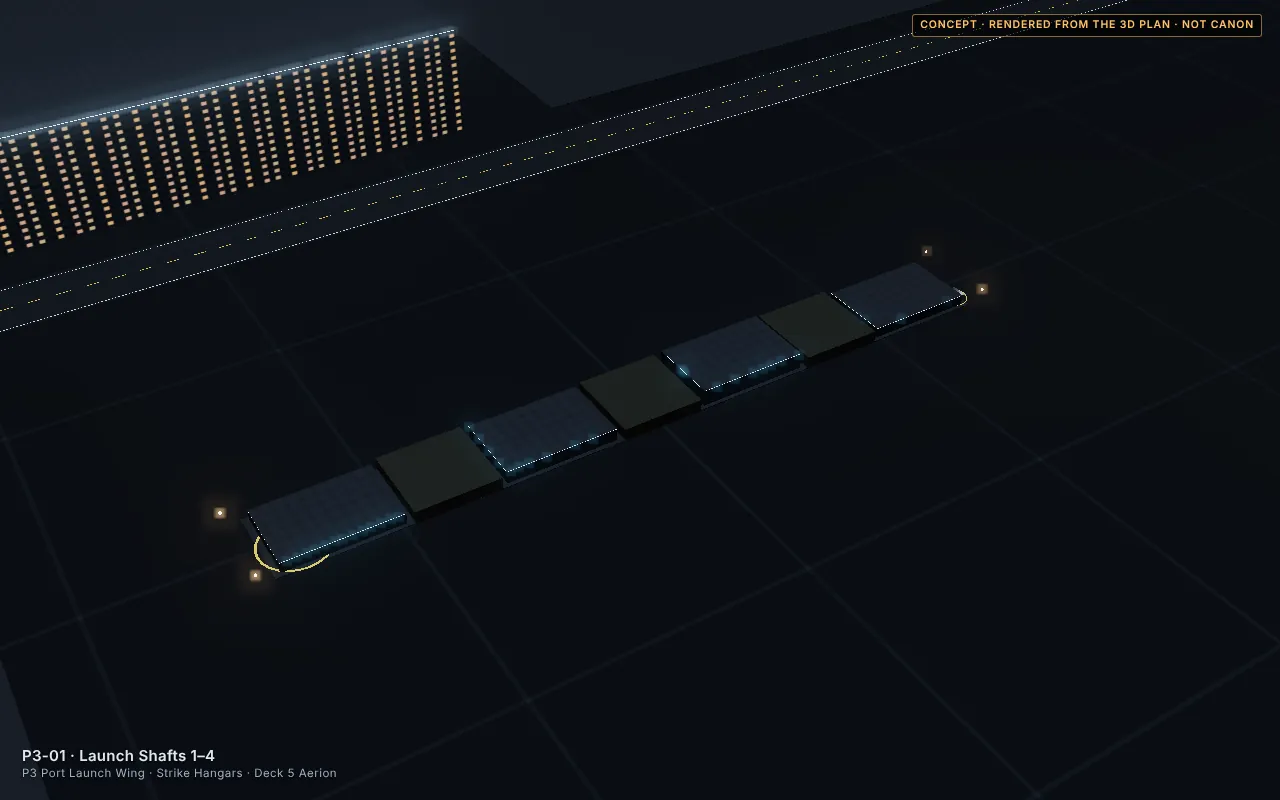 CONCEPT · RENDERED FROM THE 3D PLAN · NOT CANON
P3-01 · Launch Shafts 1–4
P3 Port Launch Wing · Strike Hangars · Deck 5 Aerion